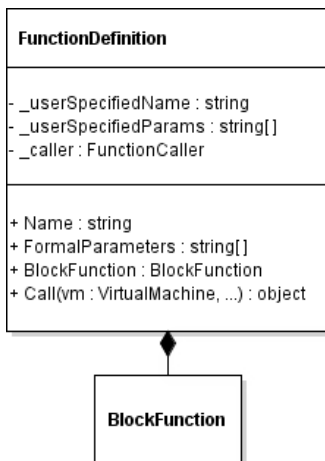 FunctionDefinition
- _userSpecifiedName : string
- _userSpecifiedParams : string[]
- _caller : FunctionCaller
+ Name : string
+ FormalParameters : string[]
+ BlockFunction : BlockFunction
+ Call(vm : VirtualMachine, ...) : object
BlockFunction